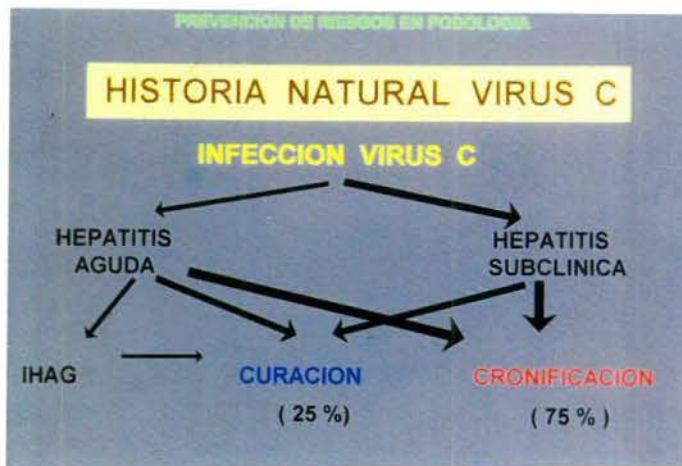 PREVENCION DE RIESGOS EN PODOLOGIA
HISTORIA NATURAL VIRUS C
INFECCION VIRUS C
HEPATITIS
AGUDA
HEPATITIS
SUBCLINICA
IHAG
CURACION
CRONIFICACION
( 25 %)
( 75 % )